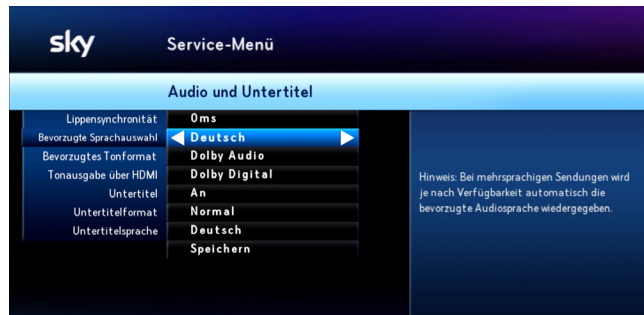 sky
Service-Menü
Audio und Untertitel
Lippensynchronität 0ms
Bevorzugte Sprachauswahl Deutsch
Bevorzugtes Tonformat Dolby Audio
Tonausgabe über HDMI Dolby Digital
Untertitel An
Untertitelformat Normal
Untertitelsprache Deutsch
Speichern
Hinweis: Bei mehrsprachigen Sendungen wird
je nach Verfügbarkeit automatisch die
bevorzugte Audiosprache wiedergegeben.